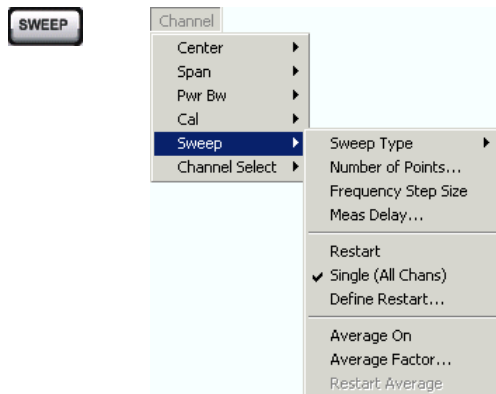 SWEEP
Channel
Center
Span
Pwr Bw
Cal
Sweep
Channel Select
Sweep Type
Number of Points...
Frequency Step Size
Meas Delay...
Restart
Single (All Chans)
Define Restart...
Average On
Average Factor...
Restart Average